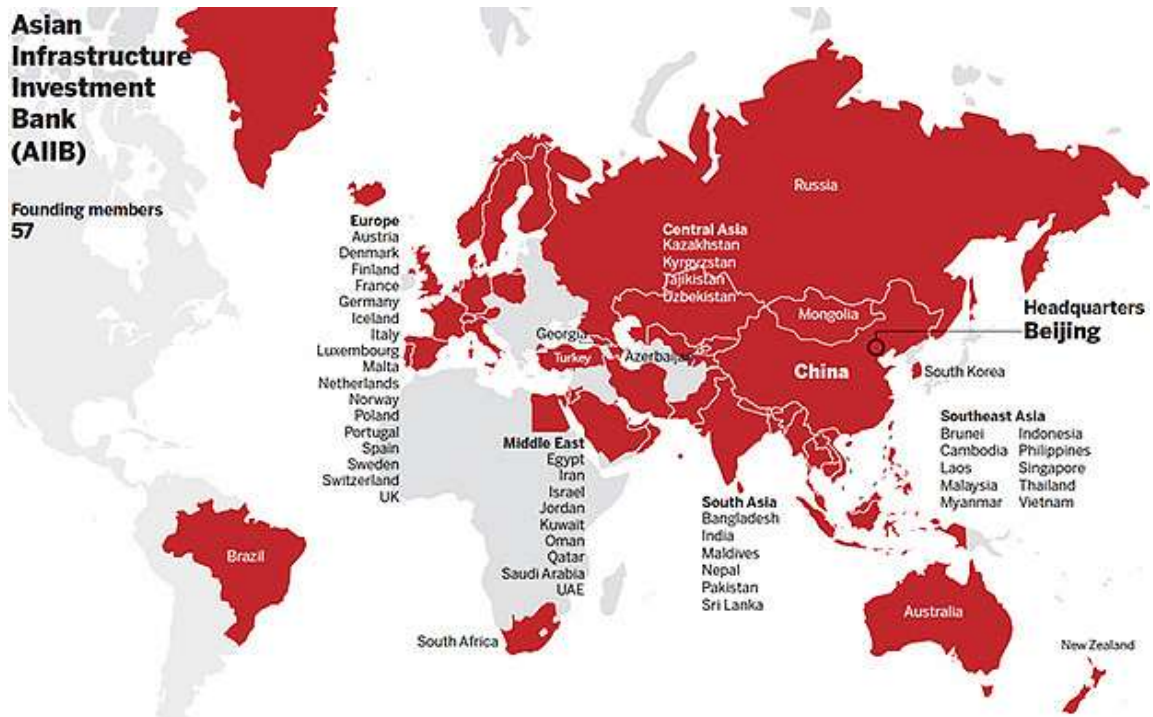 Asian
Infrastructure
Investment
Bank
(AIIB)
Founding members
57
Europe
Austria
Denmark
Finland
France
Germany
Iceland
Italy
Luxembourg
Malta
Netherlands
Norway
Poland
Portugal
Spain
Sweden
Switzerland
UK
Russia
Central Asia
Kazakhstan
Kyrgyzstan
Tajikistan
Uzbekistan
Mongolia
Headquarters
Beijing
Georgia
Turkey
Azerbaijan
China
South Korea
Middle East
Egypt
Iran
Israel
Jordan
Kuwait
Oman
Qatar
Saudi Arabia
UAE
South Asia
Bangladesh
India
Maldives
Nepal
Pakistan
Sri Lanka
Southeast Asia
Brunei Indonesia
Cambodia Philippines
Laos Singapore
Malaysia Thailand
Myanmar Vietnam
Brazil
South Africa
Australia
New Zealand